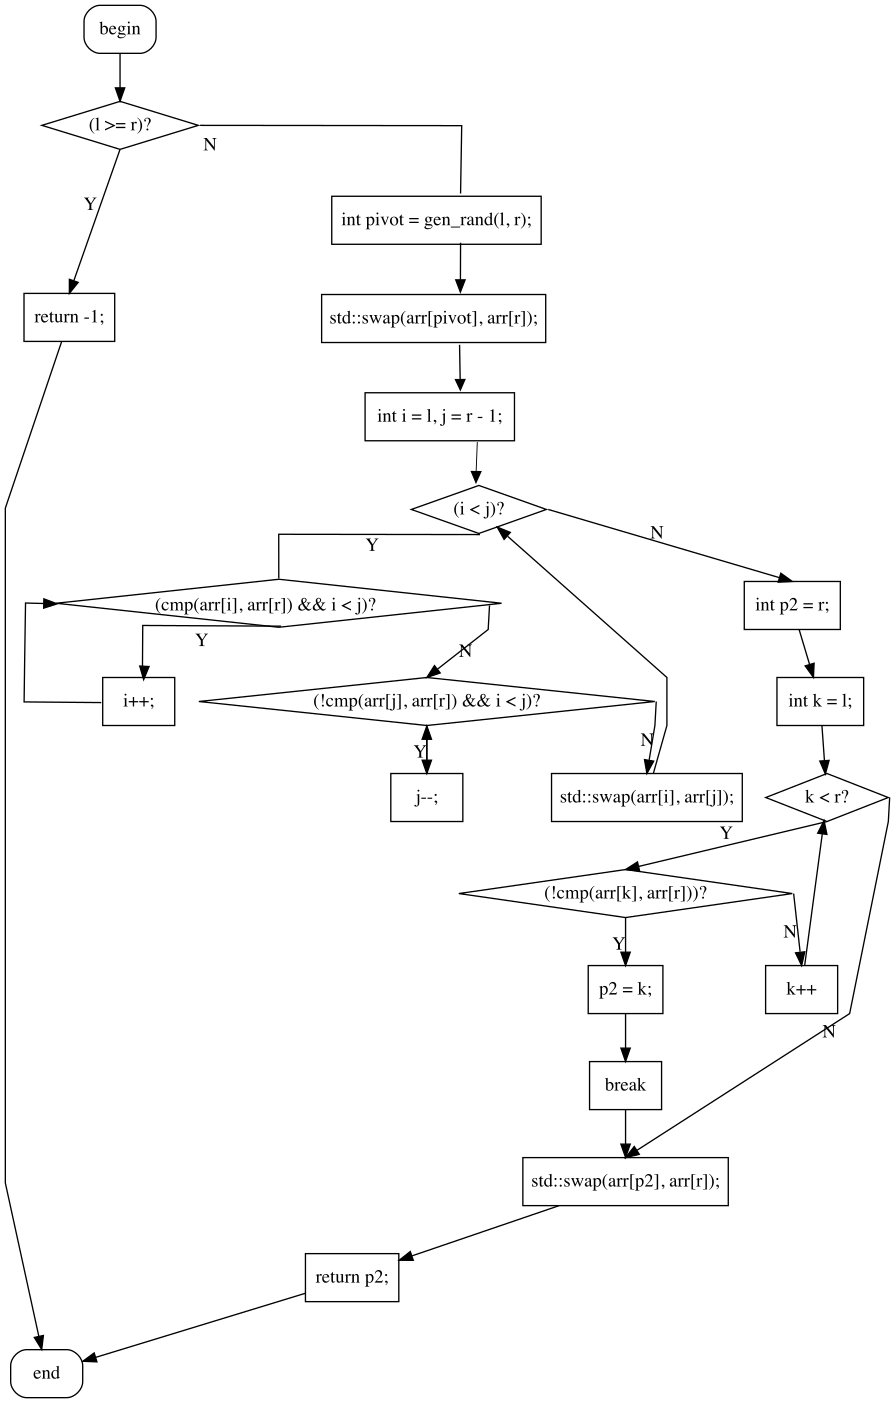 begin
(l >= r)?
N
Y
int pivot = gen_rand(l, r);
return -1;
std::swap(arr[pivot], arr[r]);
int i = l, j = r - 1;
(i < j)?
N
Y
(cmp(arr[i], arr[r]) && i < j)?
int p2 = r;
Y
N
i++;
(!cmp(arr[j], arr[r]) && i < j)?
int k = l;
Y
N
j--;
std::swap(arr[i], arr[j]);
k < r?
Y
(!cmp(arr[k], arr[r]))?
Y
N
p2 = k;
k++
N
break
std::swap(arr[p2], arr[r]);
return p2;
end